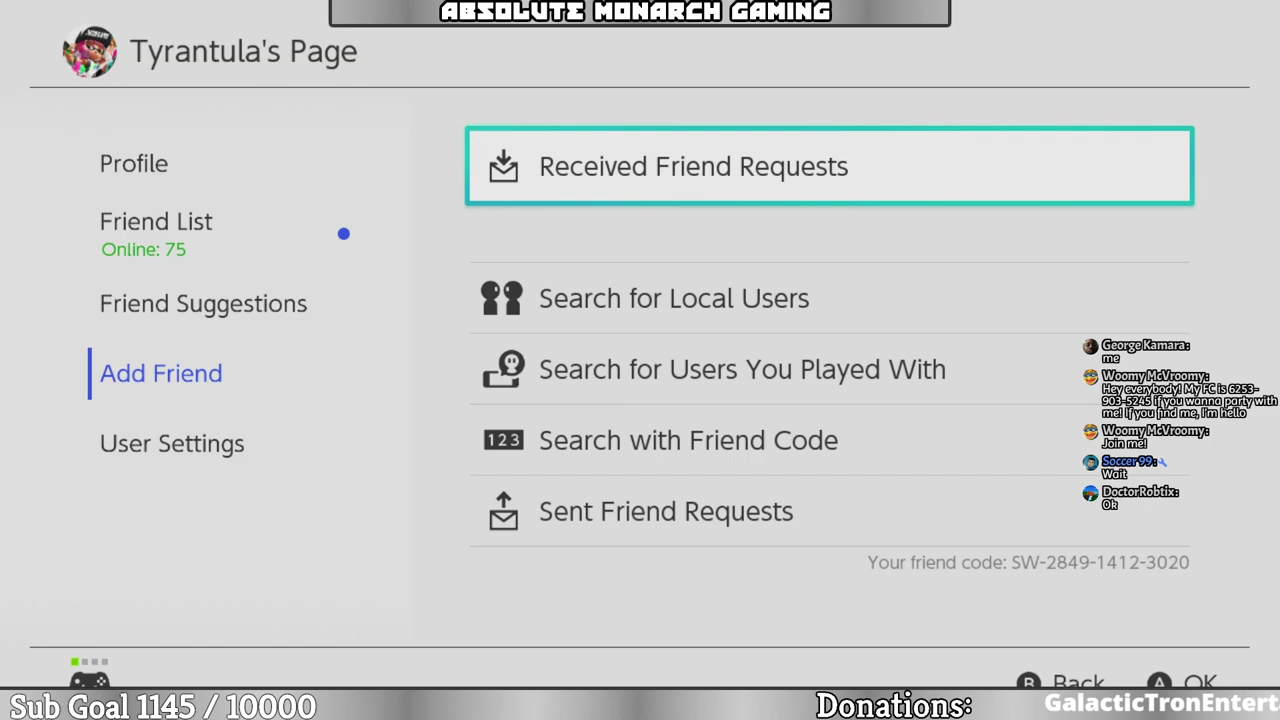 ABSOLUTE MONARCH GAMING
Tyrantula's Page
Profile
Friend List
Online: 75
Friend Suggestions
Add Friend
User Settings
Received Friend Requests
Search for Local Users
Search for Users You Played With
123 Search with Friend Code
Sent Friend Requests
Your friend code: SW-2849-1412-3020
George Kamara:
me
Woomy McVroomy:
Hey everybody! My FC is 6253-
903-5245 if you wanna party with
me! If you find me, I'm hello
Woomy McVroomy:
Join me!
Soccer 99:
Wait
DoctorRobtix:
Ok
B Back A OK
Sub Goal 1145 / 10000
Donations:
GalacticTronEntert